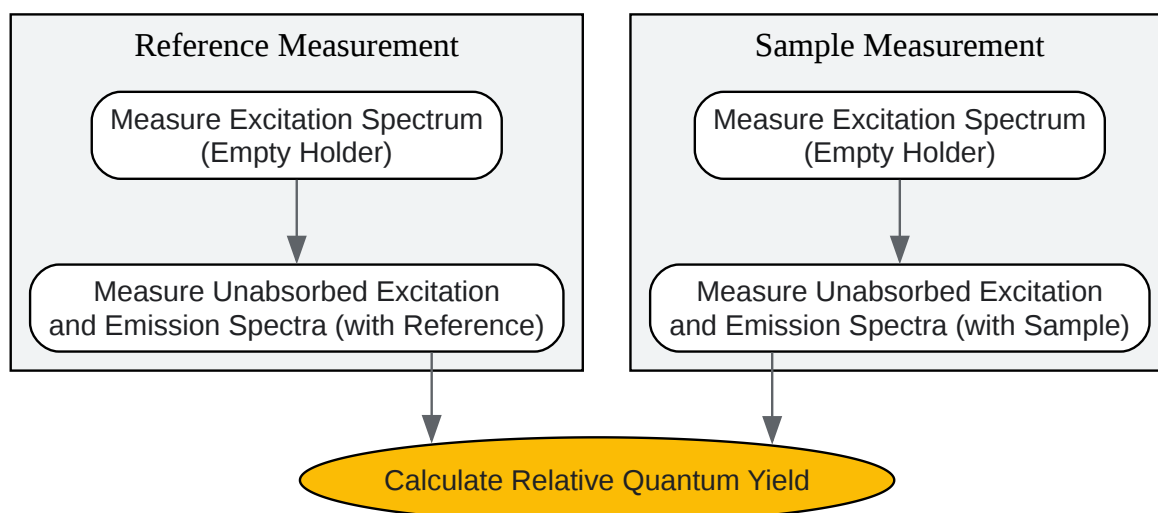 Reference Measurement
Measure Excitation Spectrum
(Empty Holder)
Measure Unabsorbed Excitation
and Emission Spectra (with Reference)
Sample Measurement
Measure Excitation Spectrum
(Empty Holder)
Measure Unabsorbed Excitation
and Emission Spectra (with Sample)
Calculate Relative Quantum Yield